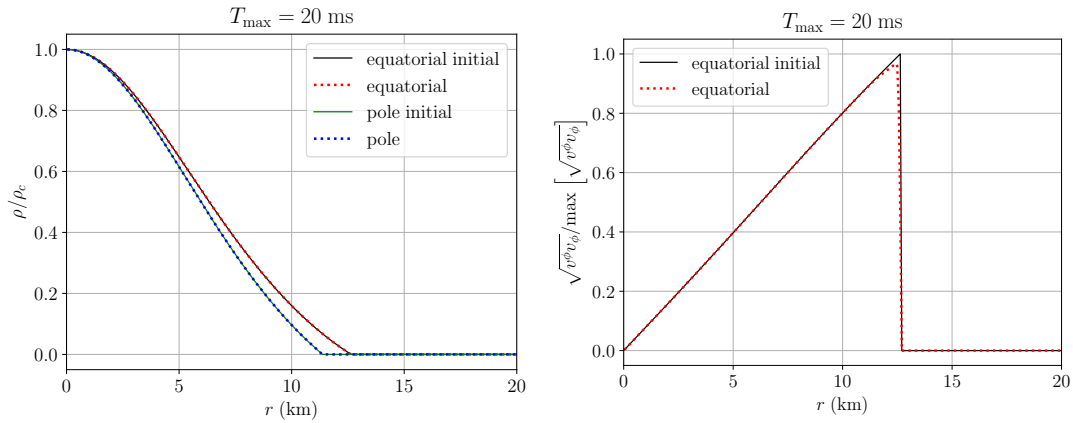 T_max = 20 ms
equatorial initial
equatorial
pole initial
pole
ρ/ρ_c
1.0
0.8
0.6
0.4
0.2
0.0
0
5
10
15
20
r (km)
T_max = 20 ms
equatorial initial
equatorial
√v^ϕv_ϕ/max [√v^ϕv_ϕ]
1.0
0.8
0.6
0.4
0.2
0.0
0
5
10
15
20
r (km)